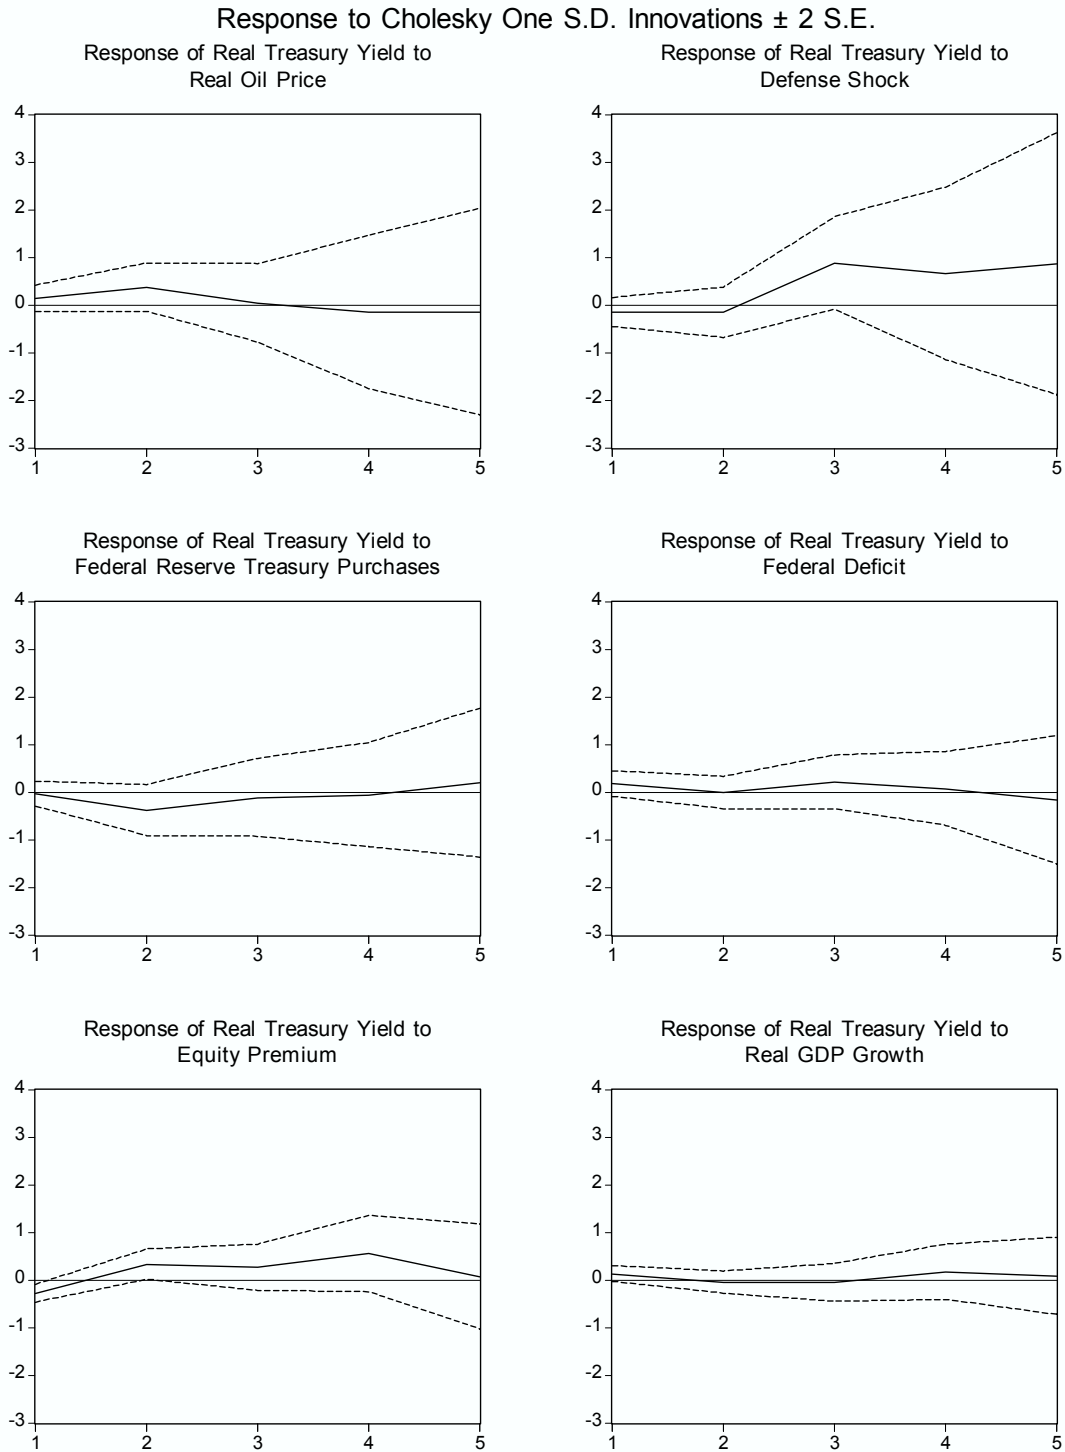 Response to Cholesky One S.D. Innovations ± 2 S.E.
Response of Real Treasury Yield to
Real Oil Price
4
3
2
1
0
-1
-2
-3
1 2 3 4 5
Response of Real Treasury Yield to
Defense Shock
4
3
2
1
0
-1
-2
-3
1 2 3 4 5
Response of Real Treasury Yield to
Federal Reserve Treasury Purchases
4
3
2
1
0
-1
-2
-3
1 2 3 4 5
Response of Real Treasury Yield to
Federal Deficit
4
3
2
1
0
-1
-2
-3
1 2 3 4 5
Response of Real Treasury Yield to
Equity Premium
4
3
2
1
0
-1
-2
-3
1 2 3 4 5
Response of Real Treasury Yield to
Real GDP Growth
4
3
2
1
0
-1
-2
-3
1 2 3 4 5